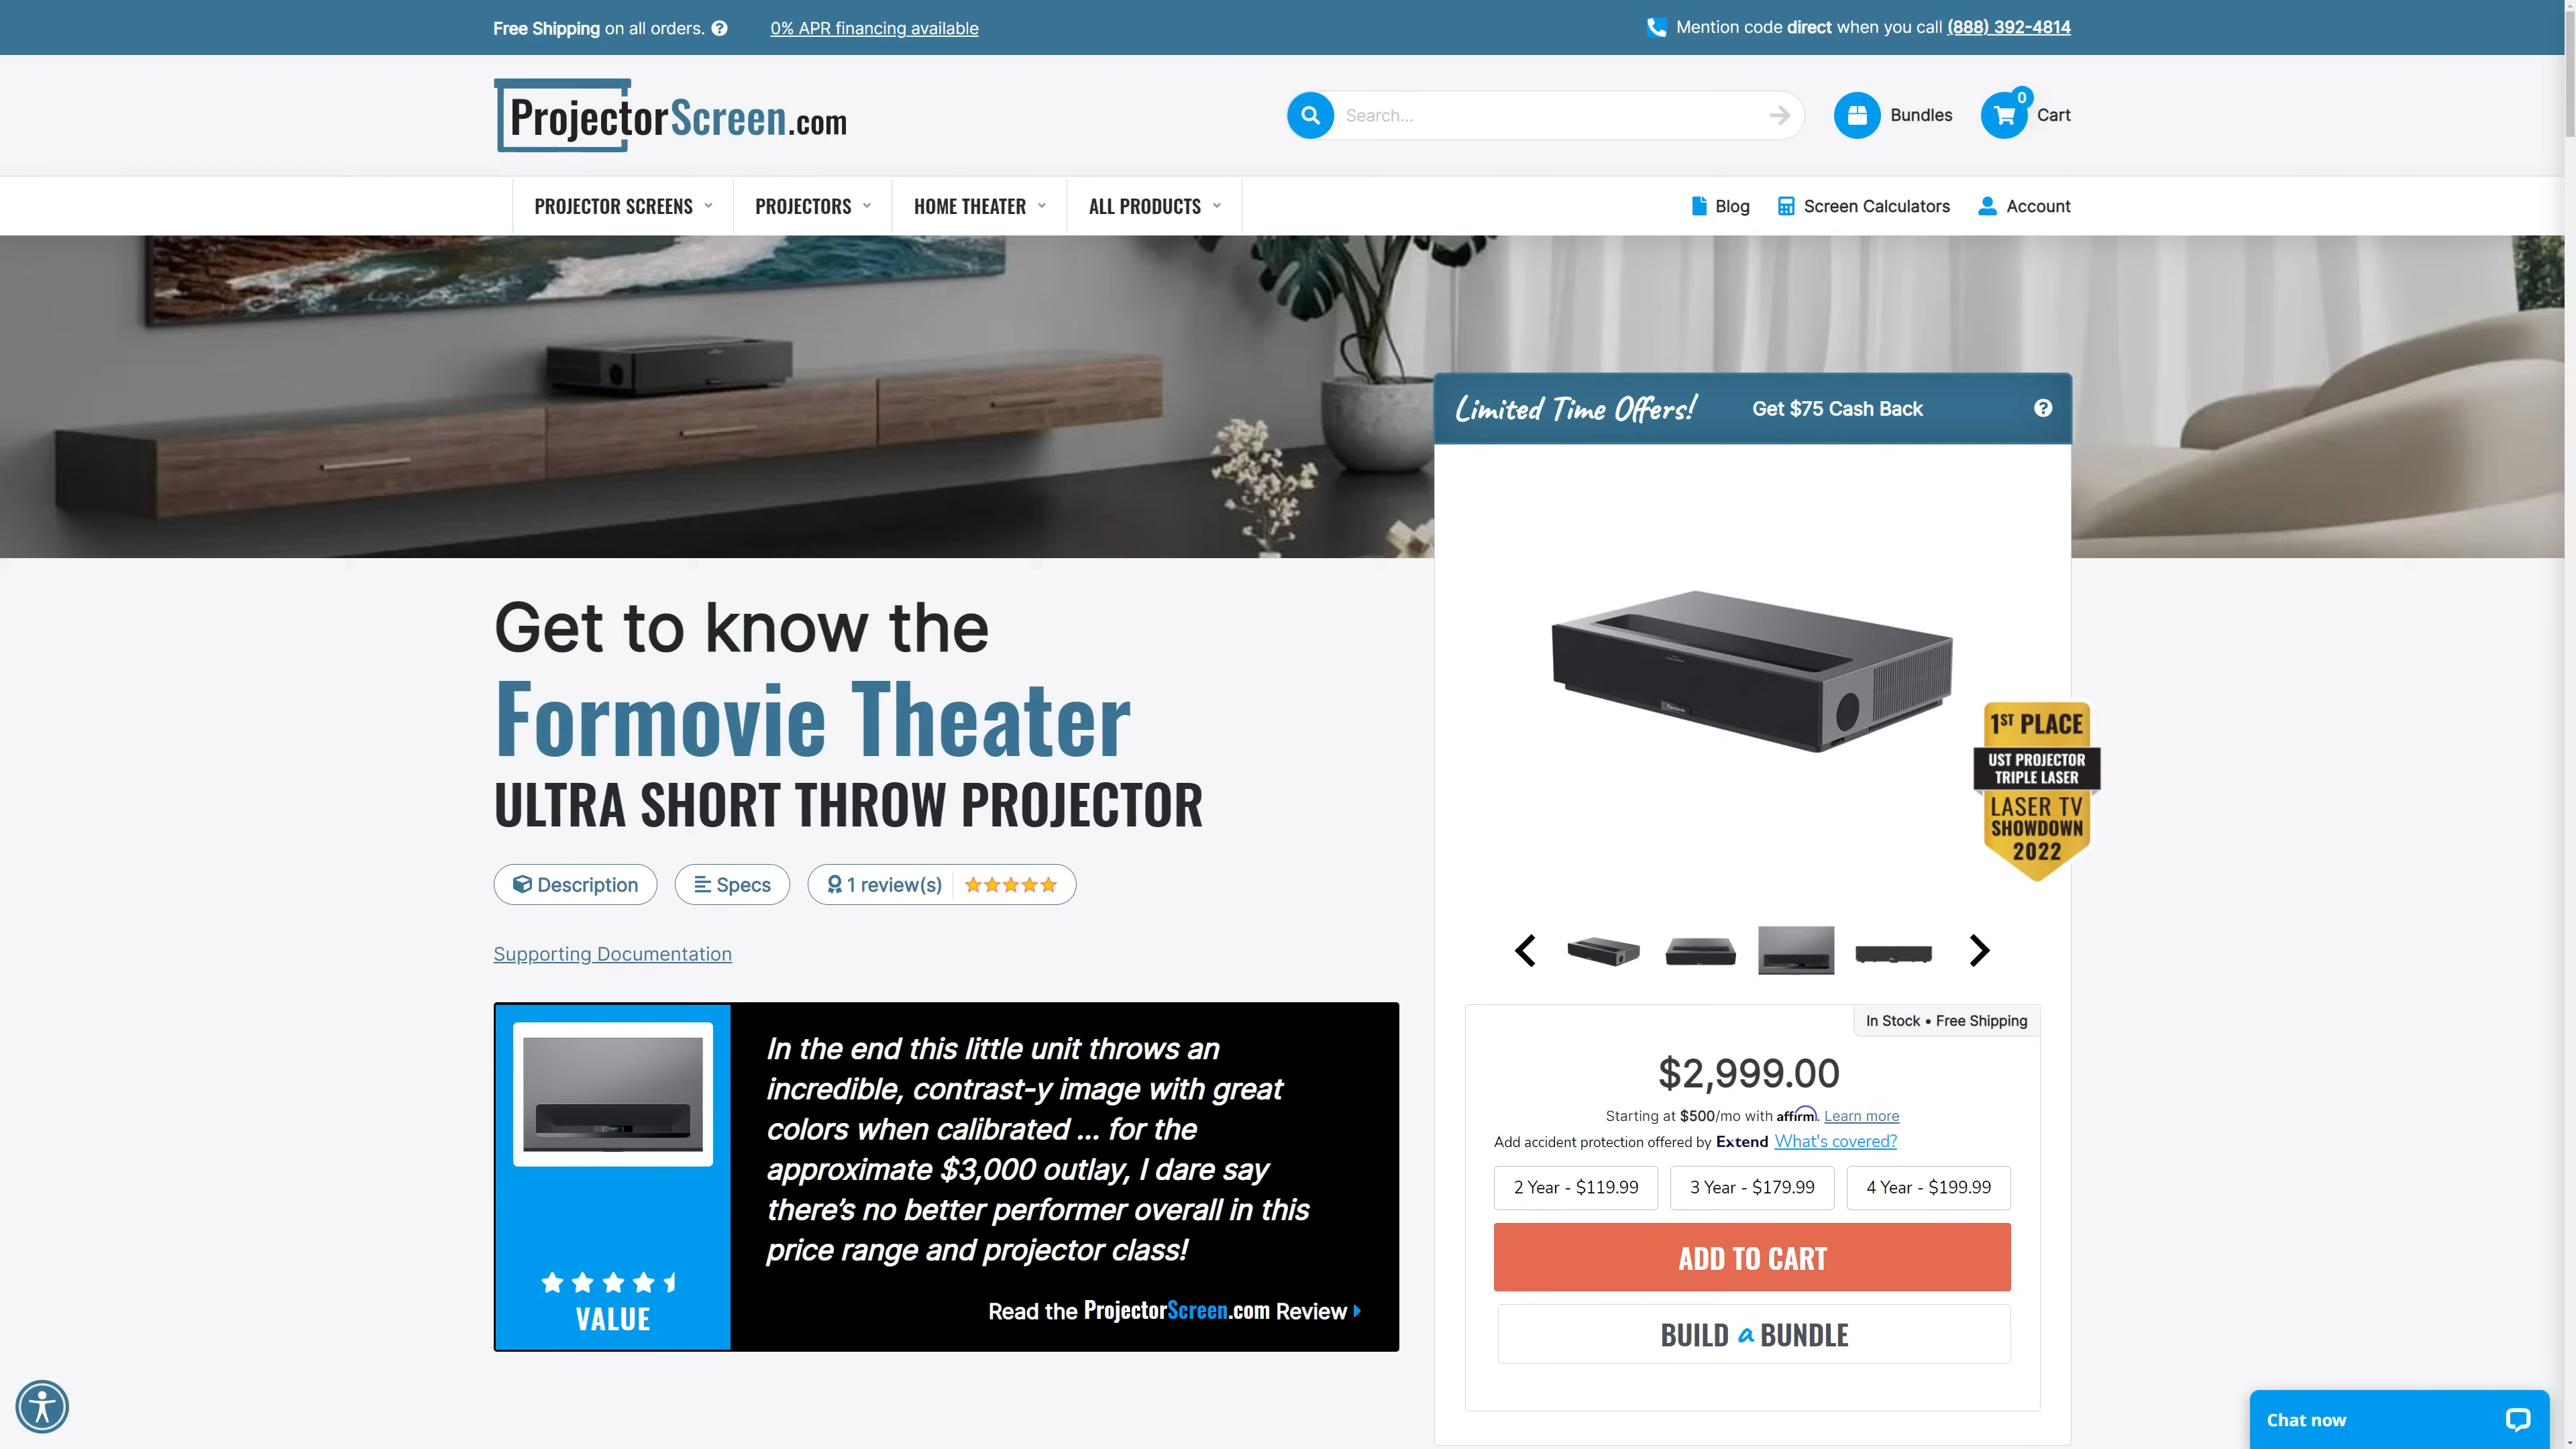 Free Shipping on all orders.
0% APR financing available
Mention code direct when you call (888) 392-4814
ProjectorScreen.com
Search...
Bundles
0
Cart
PROJECTOR SCREENS
PROJECTORS
HOME THEATER
ALL PRODUCTS
Blog
Screen Calculators
Account
Limited Time Offers!
Get $75 Cash Back
Get to know the
Formovie Theater
ULTRA SHORT THROW PROJECTOR
Description
Specs
1 review(s)
Supporting Documentation
1ST PLACE
UST PROJECTOR
TRIPLE LASER
LASER TV
SHOWDOWN
2022
In the end this little unit throws an
incredible, contrast-y image with great
colors when calibrated ... for the
approximate $3,000 outlay, I dare say
there's no better performer overall in this
price range and projector class!
VALUE
Read the ProjectorScreen.com Review
In Stock • Free Shipping
$2,999.00
Starting at $500/mo with affirm. Learn more
Add accident protection offered by Extend What's covered?
2 Year - $119.99
3 Year - $179.99
4 Year - $199.99
ADD TO CART
BUILD a BUNDLE
Chat now